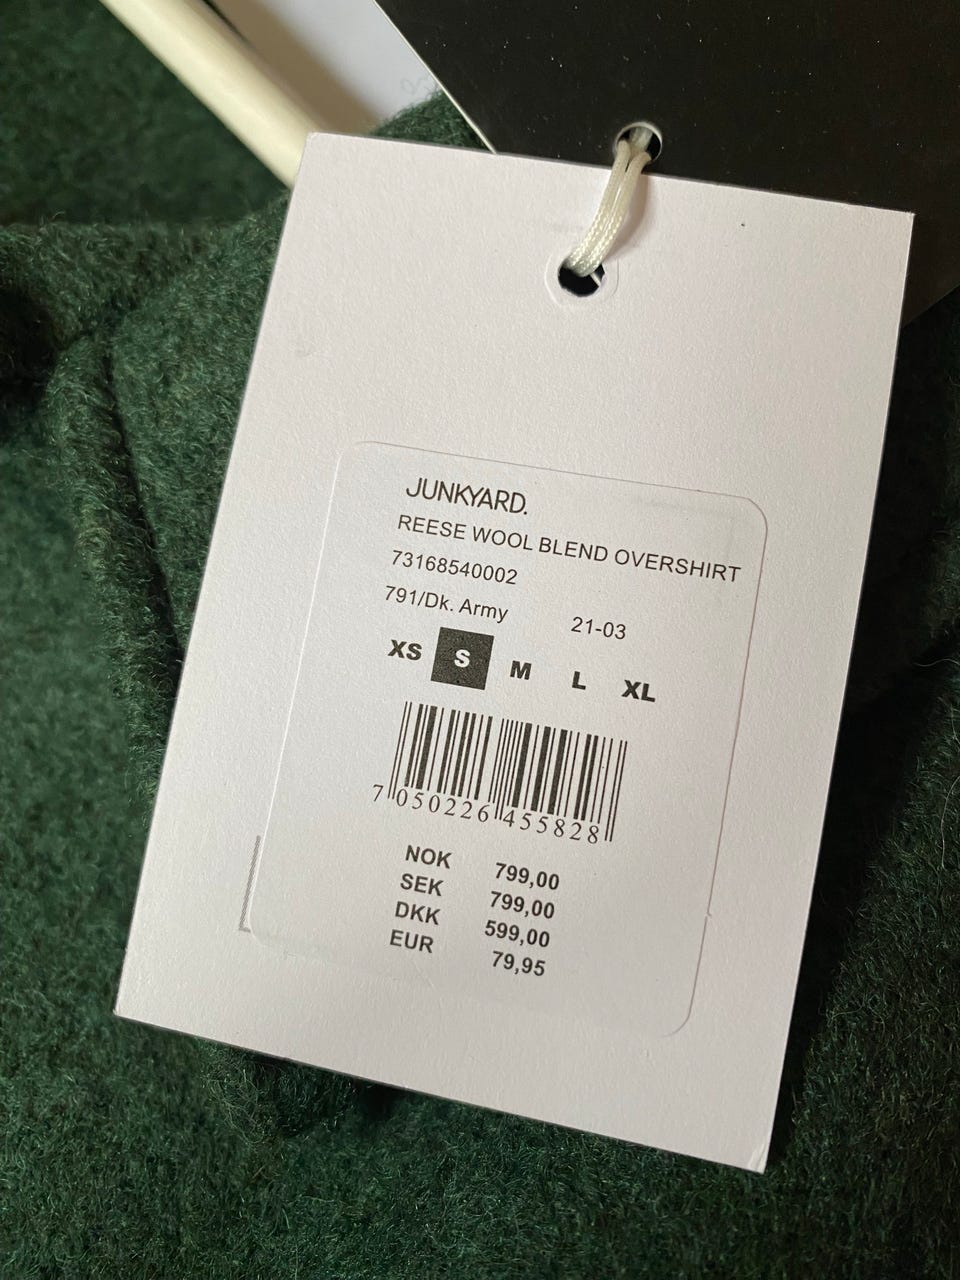 JUNKYARD.
REESE WOOL BLEND OVERSHIRT
73168540002
791/Dk. Army 21-03
XS S M L XL
7 050226 455828
NOK 799,00
SEK 799,00
DKK 599,00
EUR 79,95